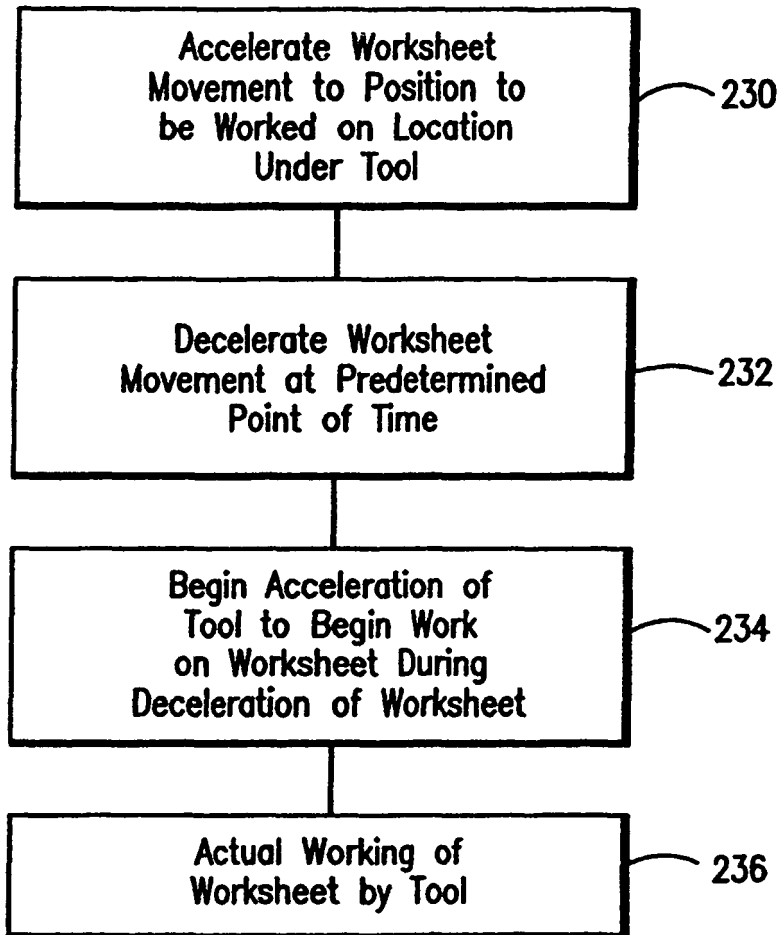 Accelerate Worksheet
Movement to Position to
be Worked on Location
Under Tool
230
Decelerate Worksheet
Movement at Predetermined
Point of Time
232
Begin Acceleration of
Tool to Begin Work
on Worksheet During
Deceleration of Worksheet
234
Actual Working of
Worksheet by Tool
236